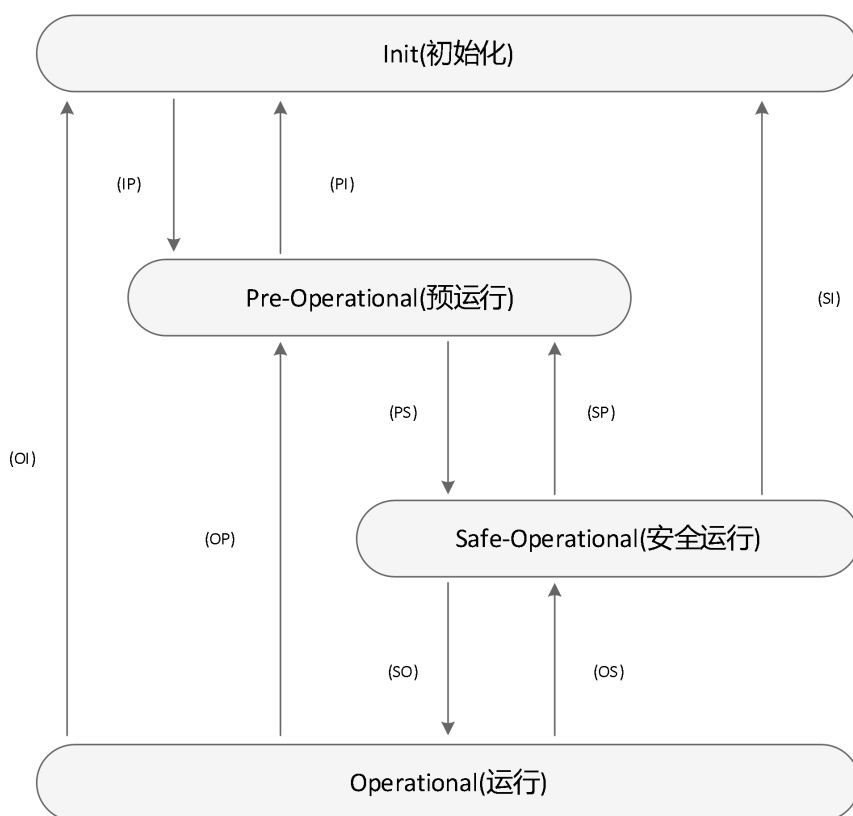 Init(初始化)
(IP)
(PI)
Pre-Operational(预运行)
(SI)
(PS)
(SP)
(OI)
(OP)
Safe-Operational(安全运行)
(SO)
(OS)
Operational(运行)